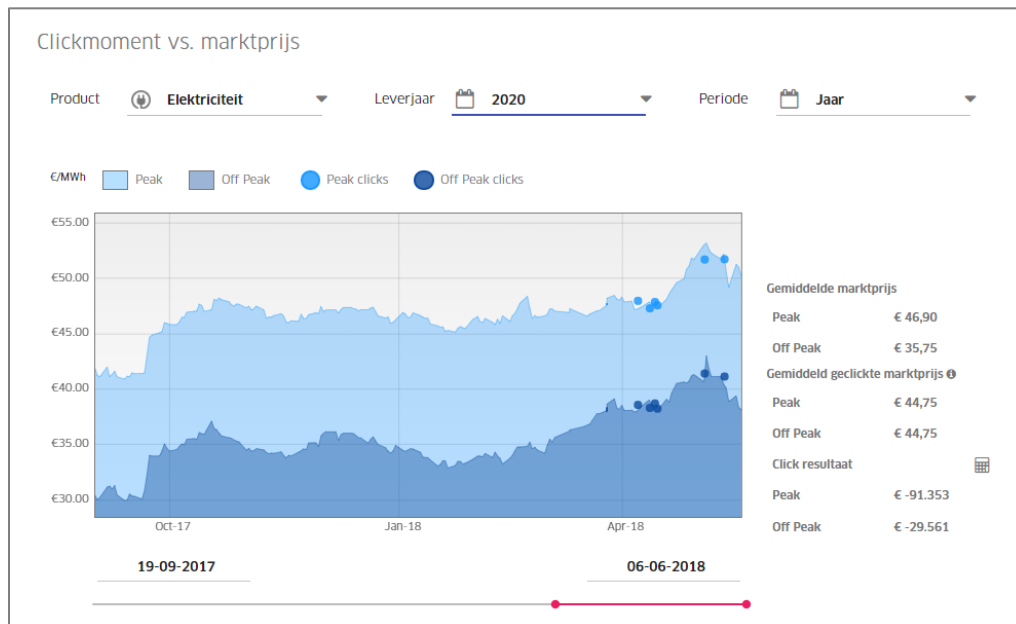 Clickmoment vs. marktprijs
Product Elektriciteit Leverjaar 2020 Periode Jaar
€/MWh Peak Off Peak Peak clicks Off Peak clicks
€55.00
€50.00
€45.00
€40.00
€35.00
€30.00
Oct-17 Jan-18 Apr-18
19-09-2017 06-06-2018
Gemiddelde marktprijs
Peak € 46,90
Off Peak € 35,75
Gemiddeld geclickte marktprijs
Peak € 44,75
Off Peak € 44,75
Click resultaat
Peak € -91.353
Off Peak € -29.561